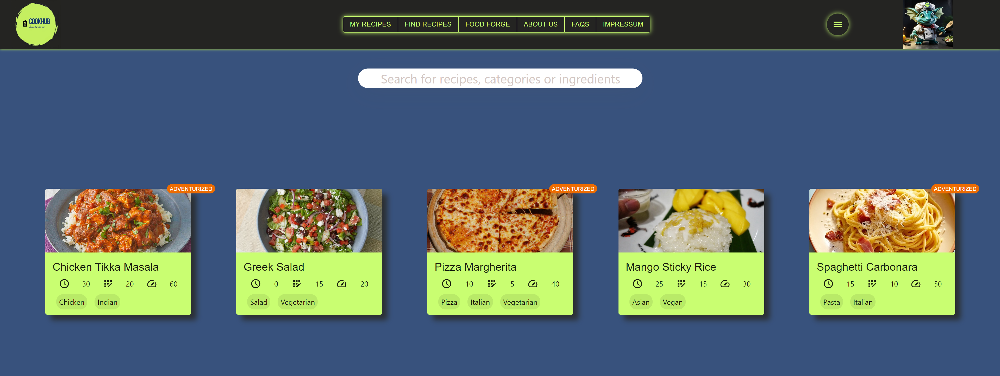 COOKHUB
Adventure to eat
MY RECIPES
FIND RECIPES
FOOD FORGE
ABOUT US
FAQS
IMPRESSUM
Search for recipes, categories or ingredients
ADVENTURIZED
ADVENTURIZED
ADVENTURIZED
Chicken Tikka Masala
30 20 60
Chicken Indian
Greek Salad
0 15 20
Salad Vegetarian
Pizza Margherita
10 5 40
Pizza Italian Vegetarian
Mango Sticky Rice
25 15 30
Asian Vegan
Spaghetti Carbonara
15 10 50
Pasta Italian